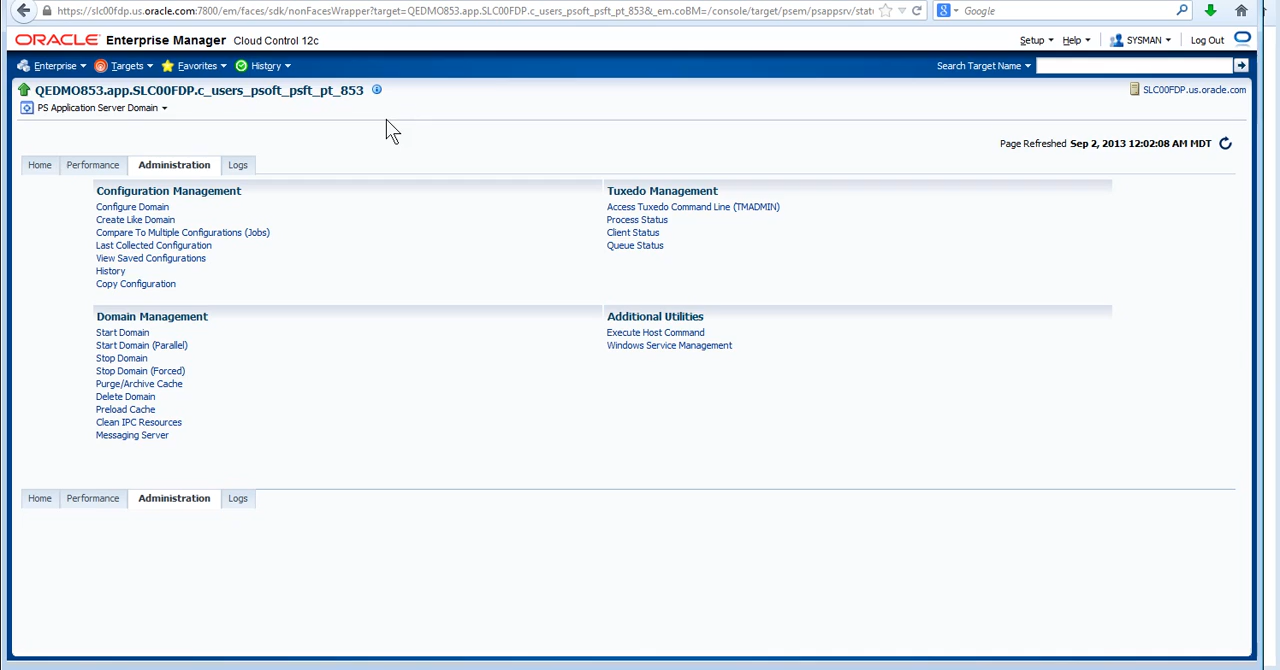 https://slc00fdp.us.oracle.com:7800/em/faces/sdk/nonFacesWrapper?target=QEDMO853.app.SLC00FDP.c_users_psoft_psft_pt_853&_em.coBM=/console/target/psem/psappsrv/stat
Google
ORACLE Enterprise Manager Cloud Control 12c
Setup Help SYSMAN Log Out
Enterprise Targets Favorites History Search Target Name
QEDMO853.app.SLC00FDP.c_users_psoft_psft_pt_853
SLC00FDP.us.oracle.com
PS Application Server Domain
Page Refreshed Sep 2, 2013 12:02:08 AM MDT
Home Performance Administration Logs
Configuration Management
Configure Domain
Create Like Domain
Compare To Multiple Configurations (Jobs)
Last Collected Configuration
View Saved Configurations
History
Copy Configuration
Tuxedo Management
Access Tuxedo Command Line (TMADMIN)
Process Status
Client Status
Queue Status
Domain Management
Start Domain
Start Domain (Parallel)
Stop Domain
Stop Domain (Forced)
Purge/Archive Cache
Delete Domain
Preload Cache
Clean IPC Resources
Messaging Server
Additional Utilities
Execute Host Command
Windows Service Management
Home Performance Administration Logs